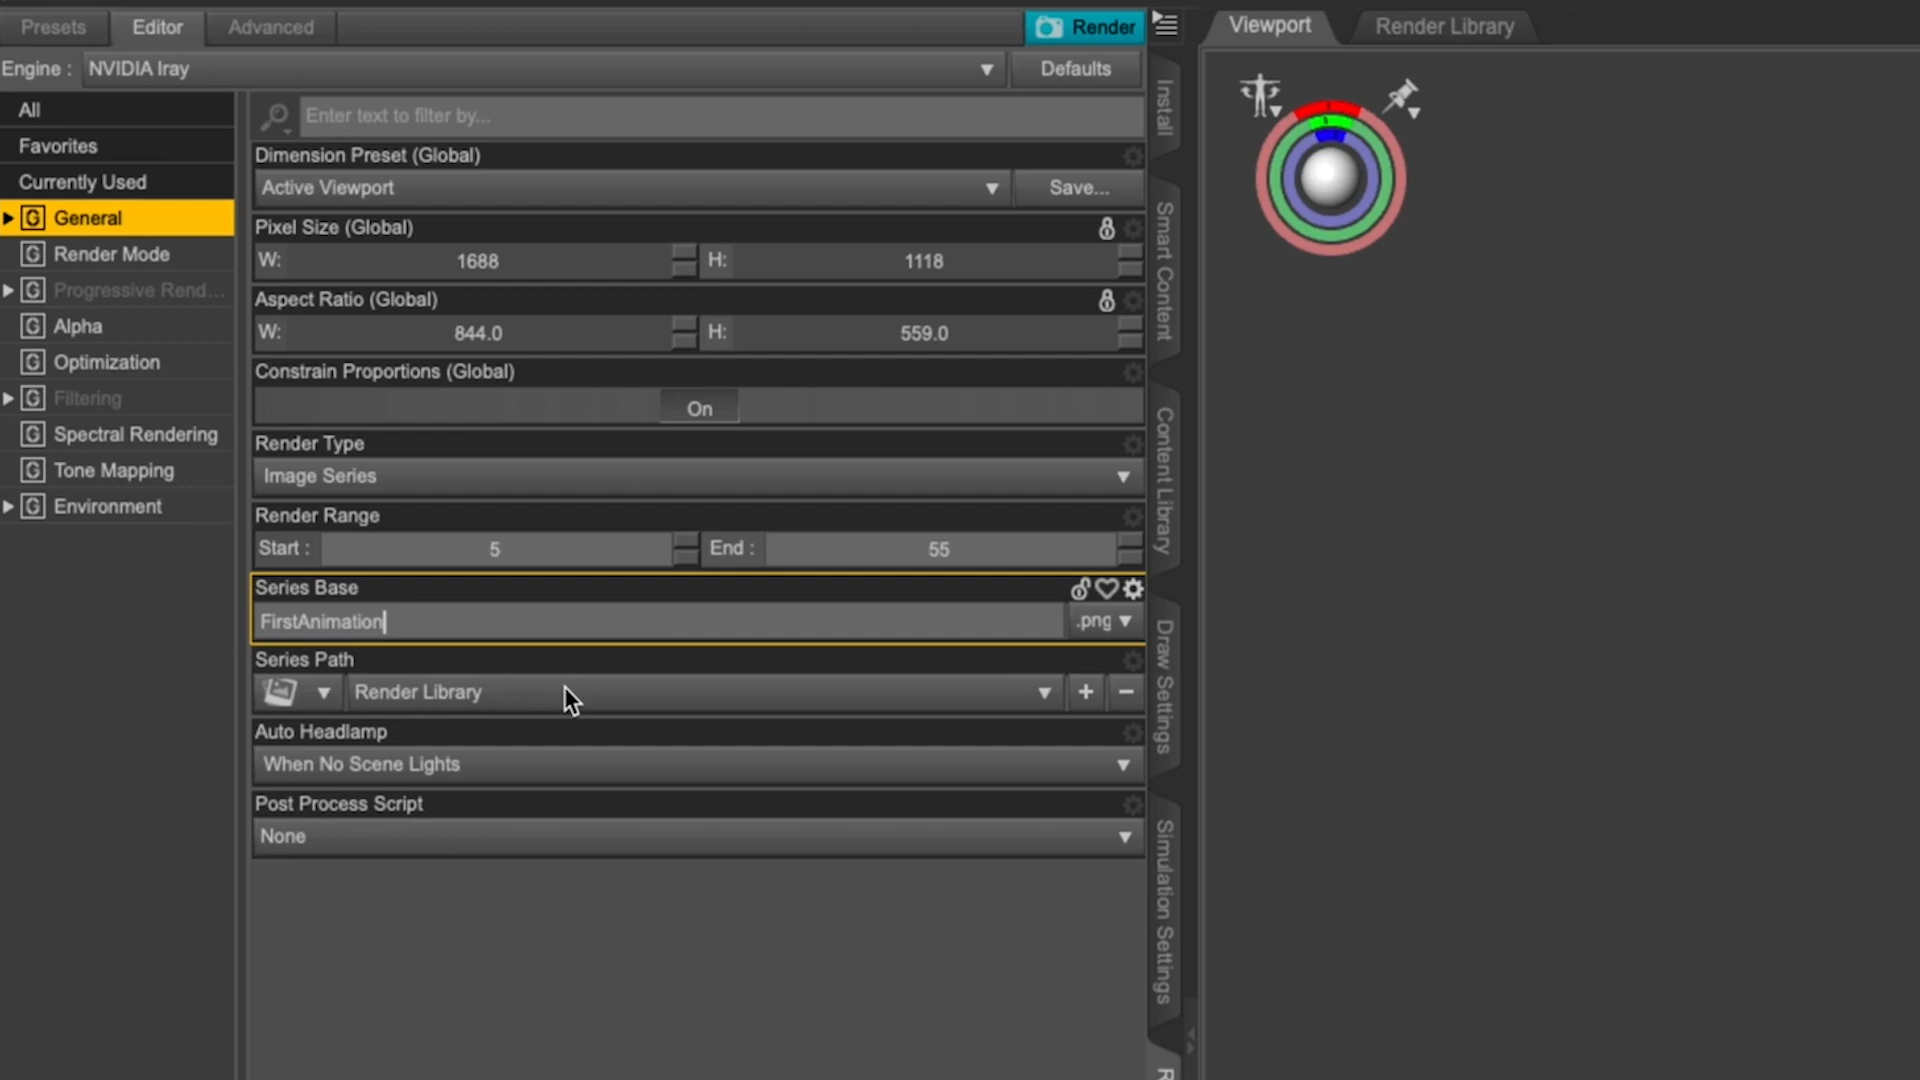 Presets
Editor
Advanced
Render
Viewport
Render Library
Engine :
NVIDIA Iray
Defaults
All
Favorites
Currently Used
G General
G Render Mode
G Progressive Rend...
G Alpha
G Optimization
G Filtering
G Spectral Rendering
G Tone Mapping
G Environment
Enter text to filter by...
Dimension Preset (Global)
Active Viewport
Save...
Pixel Size (Global)
W: 1688 H: 1118
Aspect Ratio (Global)
W: 844.0 H: 559.0
Constrain Proportions (Global)
On
Render Type
Image Series
Render Range
Start : 5 End : 55
Series Base
FirstAnimation .png
Series Path
Render Library + −
Auto Headlamp
When No Scene Lights
Post Process Script
None
Install
Smart Content
Content Library
Draw Settings
Simulation Settings
R